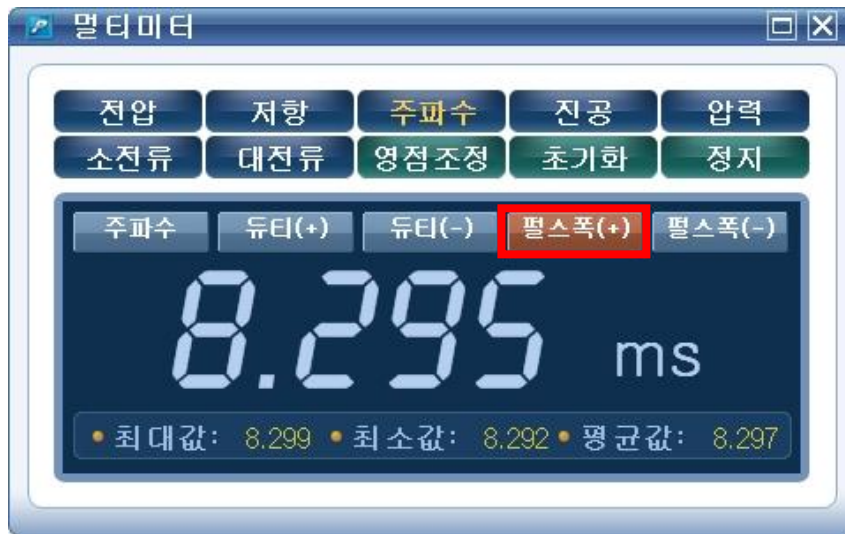 멀티미터
전압 저항 주파수 진공 압력
소전류 대전류 영점조정 초기화 정지
주파수 듀티(+) 듀티(-) 펄스폭(+) 펄스폭(-)
8.295 ms
• 최대값: 8.299 • 최소값: 8.292 • 평균값: 8.297